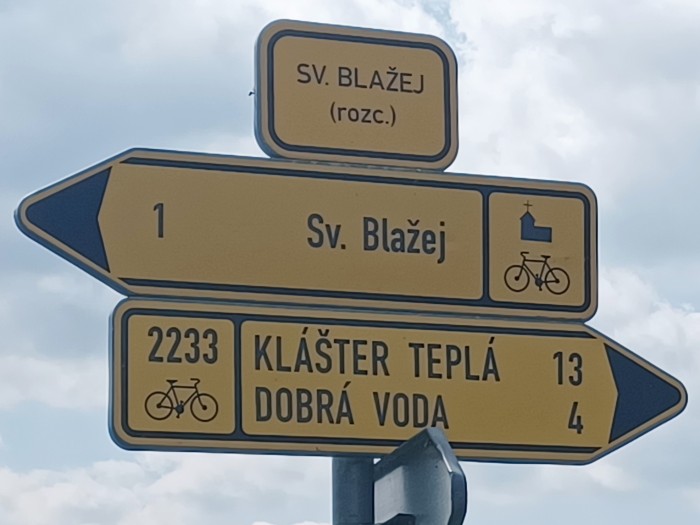 SV. BLAŽEJ
(rozc.)
1 Sv. Blažej
2233 KLÁŠTER TEPLÁ 13
DOBRÁ VODA 4